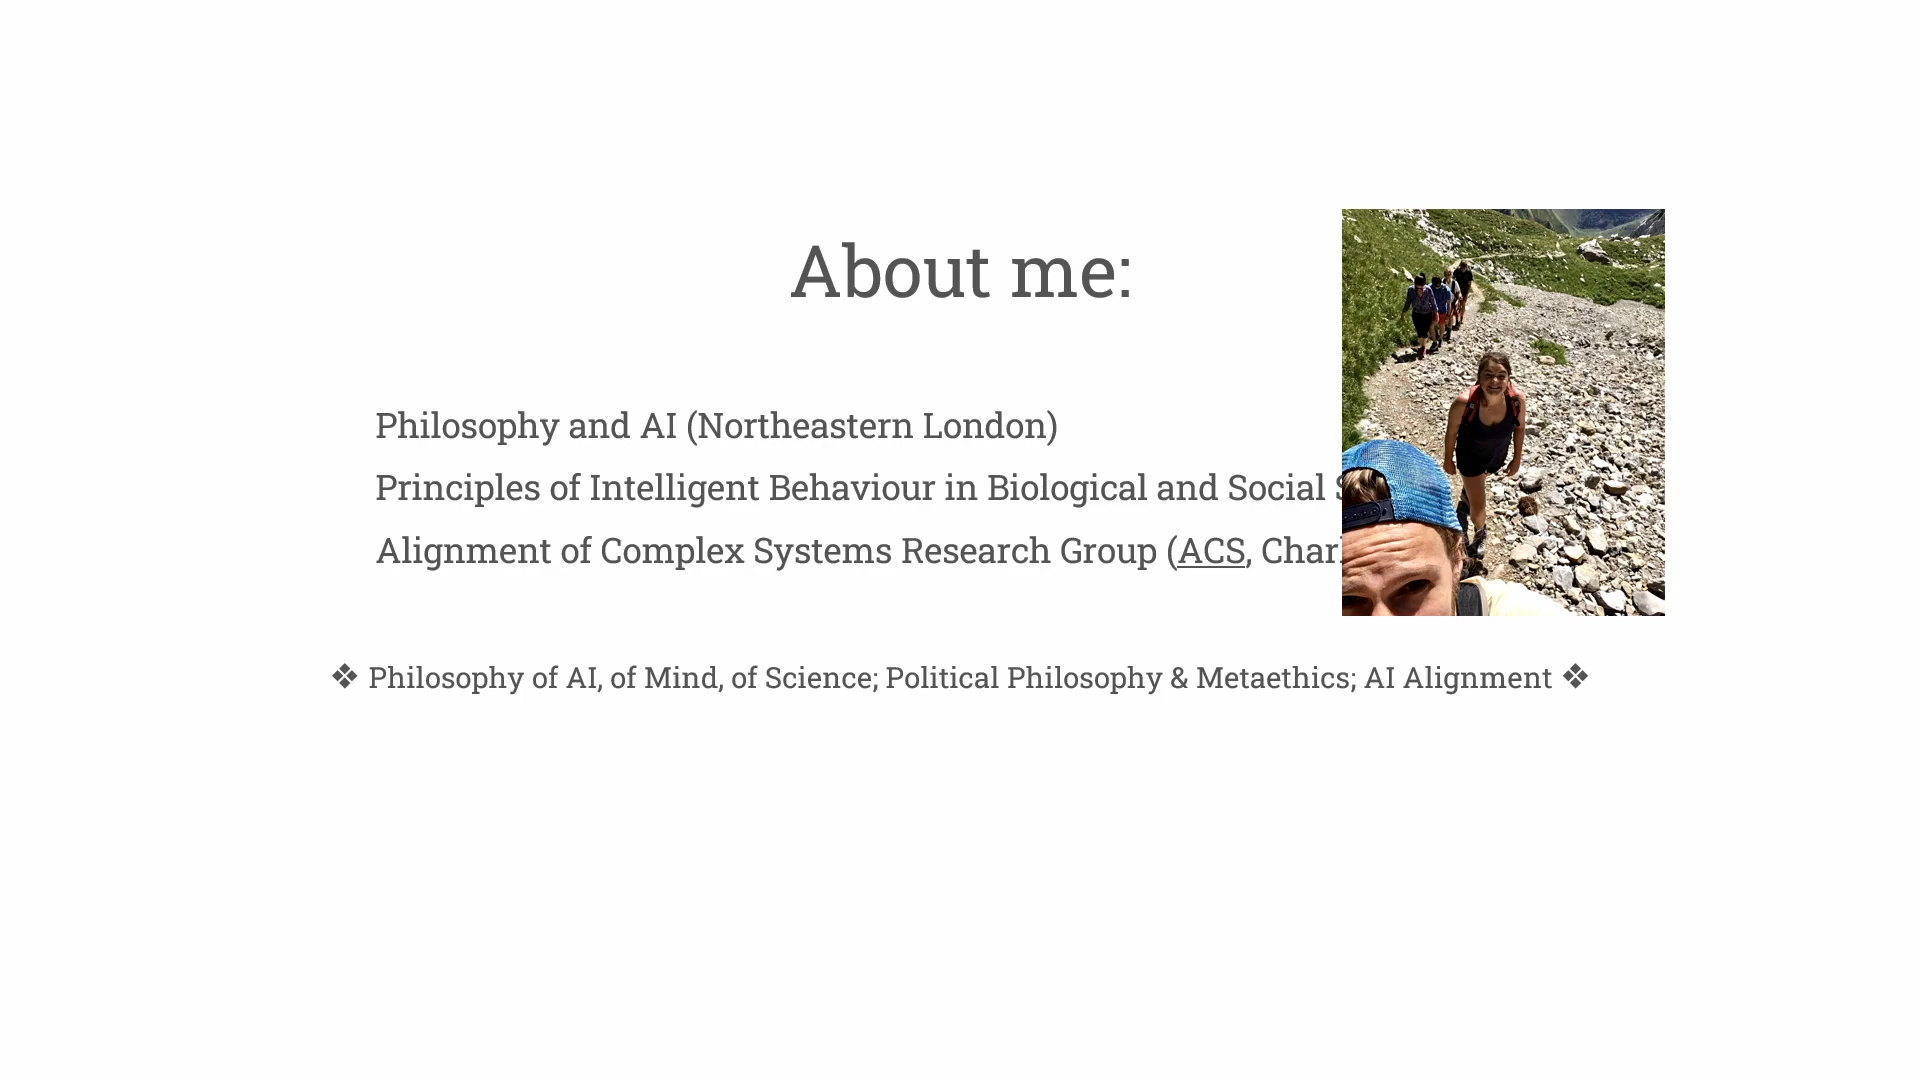 About me:
Philosophy and AI (Northeastern London)
Principles of Intelligent Behaviour in Biological and Social
Alignment of Complex Systems Research Group (ACS,
❖ Philosophy of AI, of Mind, of Science; Political Philosophy & Metaethics; AI Alignment ❖